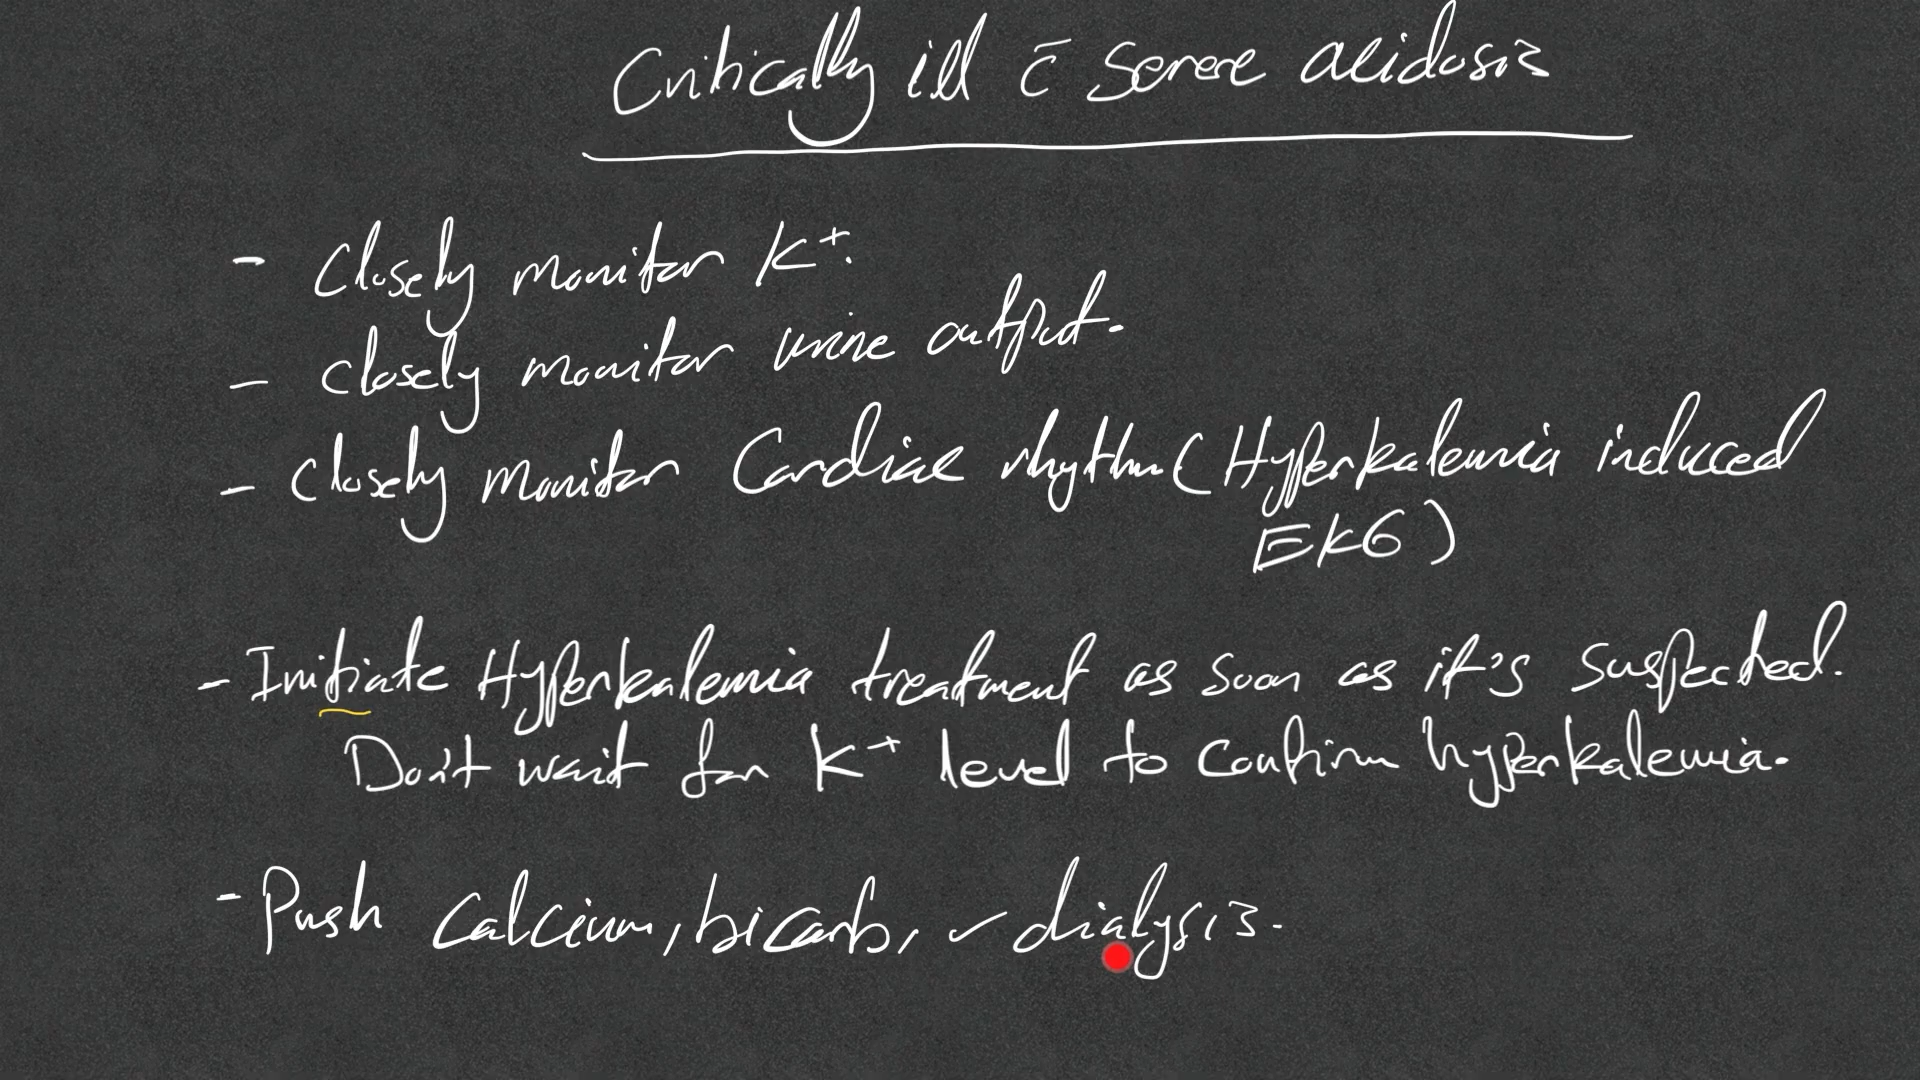 Critically ill c̄ severe acidosis
- Closely monitor K+.
- closely monitor urine output.
- closely monitor Cardiac rhythm (Hyperkalemia induced
EKG)
- Initiate Hyperkalemia treatment as soon as it's suspected.
Don't wait for K+ level to confirm hyperkalemia.
- Push calcium, bicarb, ✓ dialysis.